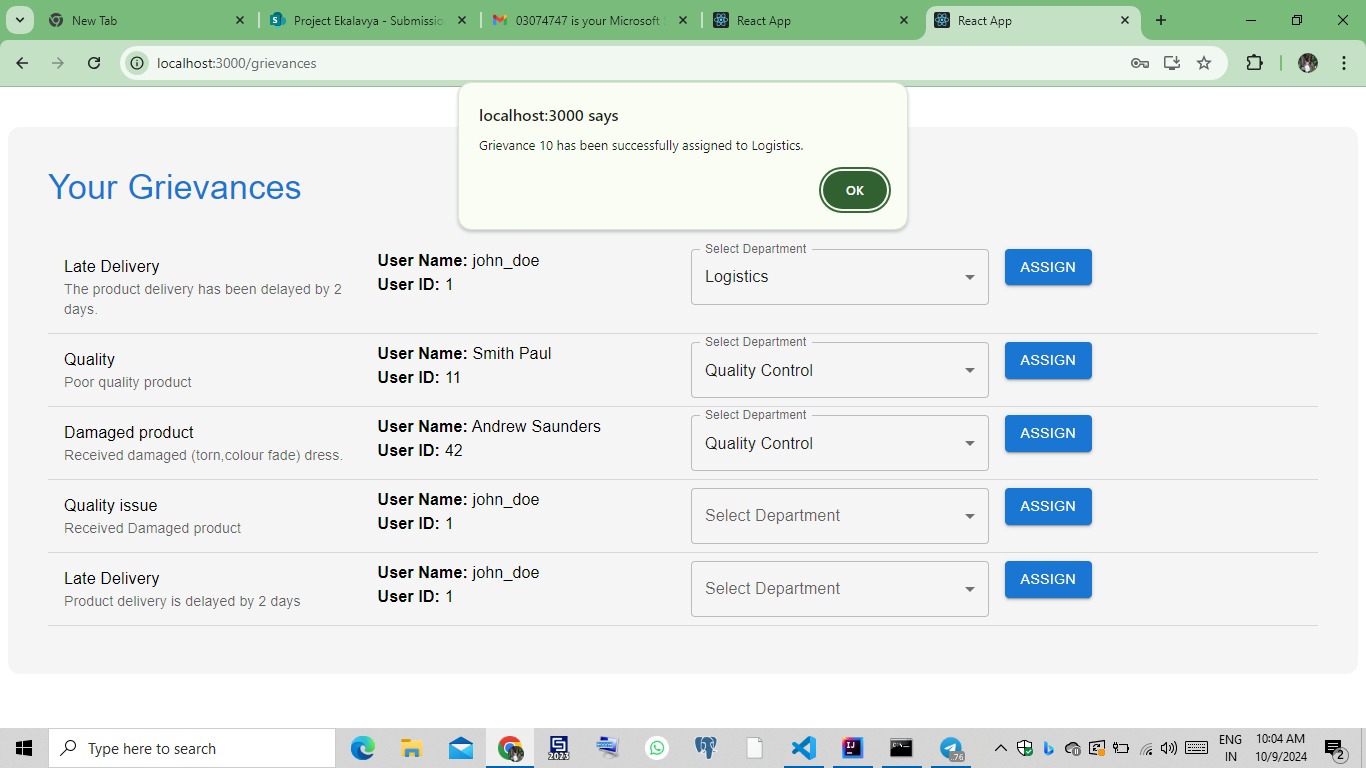 New Tab
Project Ekalavya - Submissio
03074747 is your Microsoft
React App
React App
localhost:3000/grievances
localhost:3000 says
Grievance 10 has been successfully assigned to Logistics.
OK
Your Grievances
Late Delivery
The product delivery has been delayed by 2
days.
User Name: john_doe
User ID: 1
Select Department
Logistics
ASSIGN
Quality
Poor quality product
User Name: Smith Paul
User ID: 11
Select Department
Quality Control
ASSIGN
Damaged product
Received damaged (torn,colour fade) dress.
User Name: Andrew Saunders
User ID: 42
Select Department
Quality Control
ASSIGN
Quality issue
Received Damaged product
User Name: john_doe
User ID: 1
Select Department
ASSIGN
Late Delivery
Product delivery is delayed by 2 days
User Name: john_doe
User ID: 1
Select Department
ASSIGN
Type here to search
2023
.76
ENG
IN
10:04 AM
10/9/2024
2